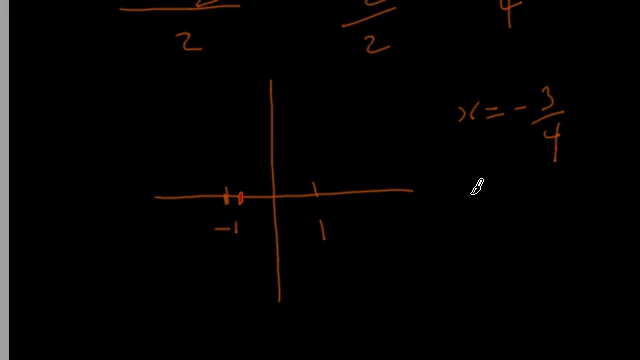 2 2 4
x = - 3/4
-1 1